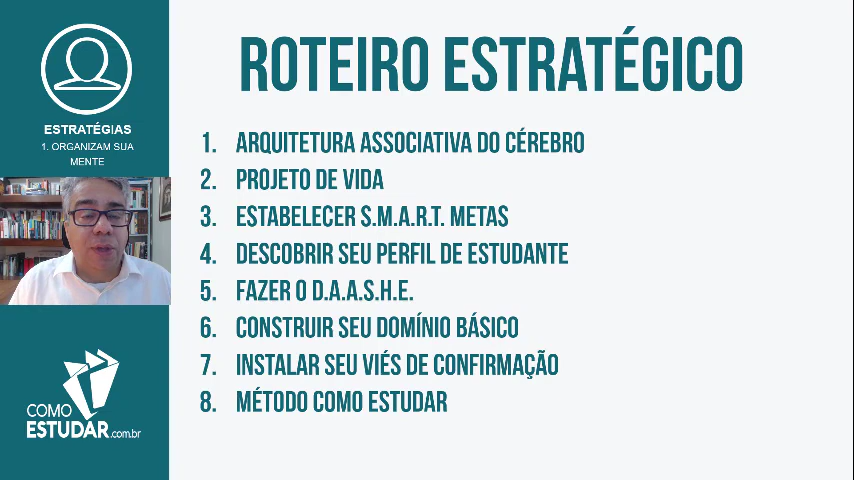 ESTRATÉGIAS
1. ORGANIZAM SUA
MENTE
COMO
ESTUDAR.com.br
ROTEIRO ESTRATÉGICO
1. ARQUITETURA ASSOCIATIVA DO CÉREBRO
2. PROJETO DE VIDA
3. ESTABELECER S.M.A.R.T. METAS
4. DESCOBRIR SEU PERFIL DE ESTUDANTE
5. FAZER O D.A.A.S.H.E.
6. CONSTRUIR SEU DOMÍNIO BÁSICO
7. INSTALAR SEU VIÉS DE CONFIRMAÇÃO
8. MÉTODO COMO ESTUDAR